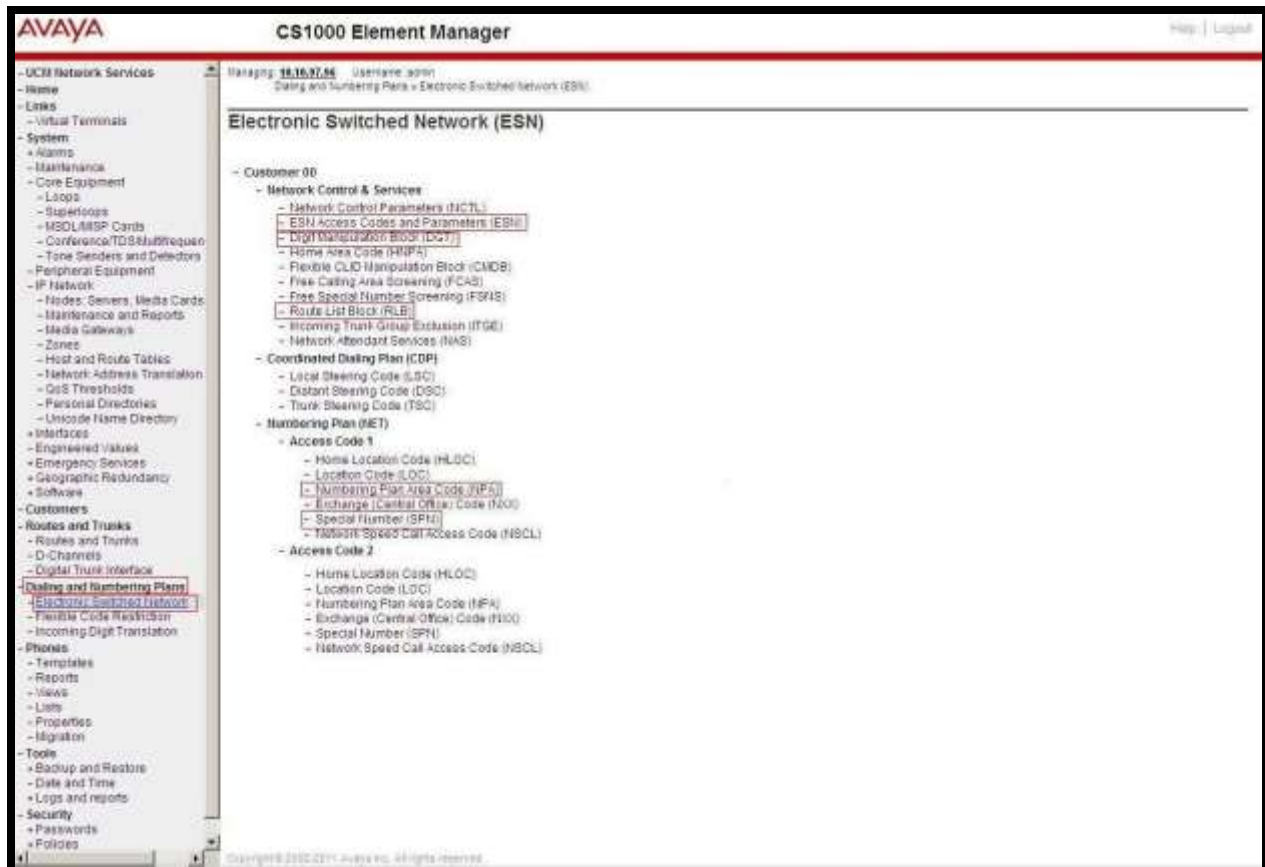 AVAYA
CS1000 Element Manager
Help | Logout
- UCM Network Services
- Home
- Links
- Virtual Terminals
- System
+ Alarms
- Maintenance
- Core Equipment
- Loops
- Superloops
- MSDL/MISP Cards
- Conference/TDS/Multifrequen
- Tone Senders and Detectors
- Peripheral Equipment
- IP Network
- Nodes: Servers, Media Cards
- Maintenance and Reports
- Media Gateways
- Zones
- Host and Route Tables
- Network Address Translation
- QoS Thresholds
- Personal Directories
- Unicode Name Directory
+ Interfaces
- Engineered Values
+ Emergency Services
+ Geographic Redundancy
+ Software
- Customers
- Routes and Trunks
- Routes and Trunks
- D-Channels
- Digital Trunk Interface
- Dialing and Numbering Plans
- Electronic Switched Network
- Flexible Code Restriction
- Incoming Digit Translation
- Phones
- Templates
- Reports
- Views
- Lists
- Properties
- Migration
- Tools
+ Backup and Restore
- Date and Time
+ Logs and reports
- Security
+ Passwords
+ Policies
Managing: Username: admin
Dialing and Numbering Plans » Electronic Switched Network (ESN)
Electronic Switched Network (ESN)
- Customer 00
- Network Control & Services
- Network Control Parameters (NCTL)
- ESN Access Codes and Parameters (ESN)
- Digit Manipulation Block (DGT)
- Home Area Code (HNPA)
- Flexible CLID Manipulation Block (CMDB)
- Free Calling Area Screening (FCAS)
- Free Special Number Screening (FSNS)
- Route List Block (RLB)
- Incoming Trunk Group Exclusion (ITGE)
- Network Attendant Services (NAS)
- Coordinated Dialing Plan (CDP)
- Local Steering Code (LSC)
- Distant Steering Code (DSC)
- Trunk Steering Code (TSC)
- Numbering Plan (NET)
- Access Code 1
- Home Location Code (HLOC)
- Location Code (LOC)
- Numbering Plan Area Code (NPA)
- Exchange (Central Office) Code (NXX)
- Special Number (SPN)
- Network Speed Call Access Code (NSCL)
- Access Code 2
- Home Location Code (HLOC)
- Location Code (LOC)
- Numbering Plan Area Code (NPA)
- Exchange (Central Office) Code (NXX)
- Special Number (SPN)
- Network Speed Call Access Code (NSCL)
Copyright © 2002-2011 Avaya Inc. All rights reserved.